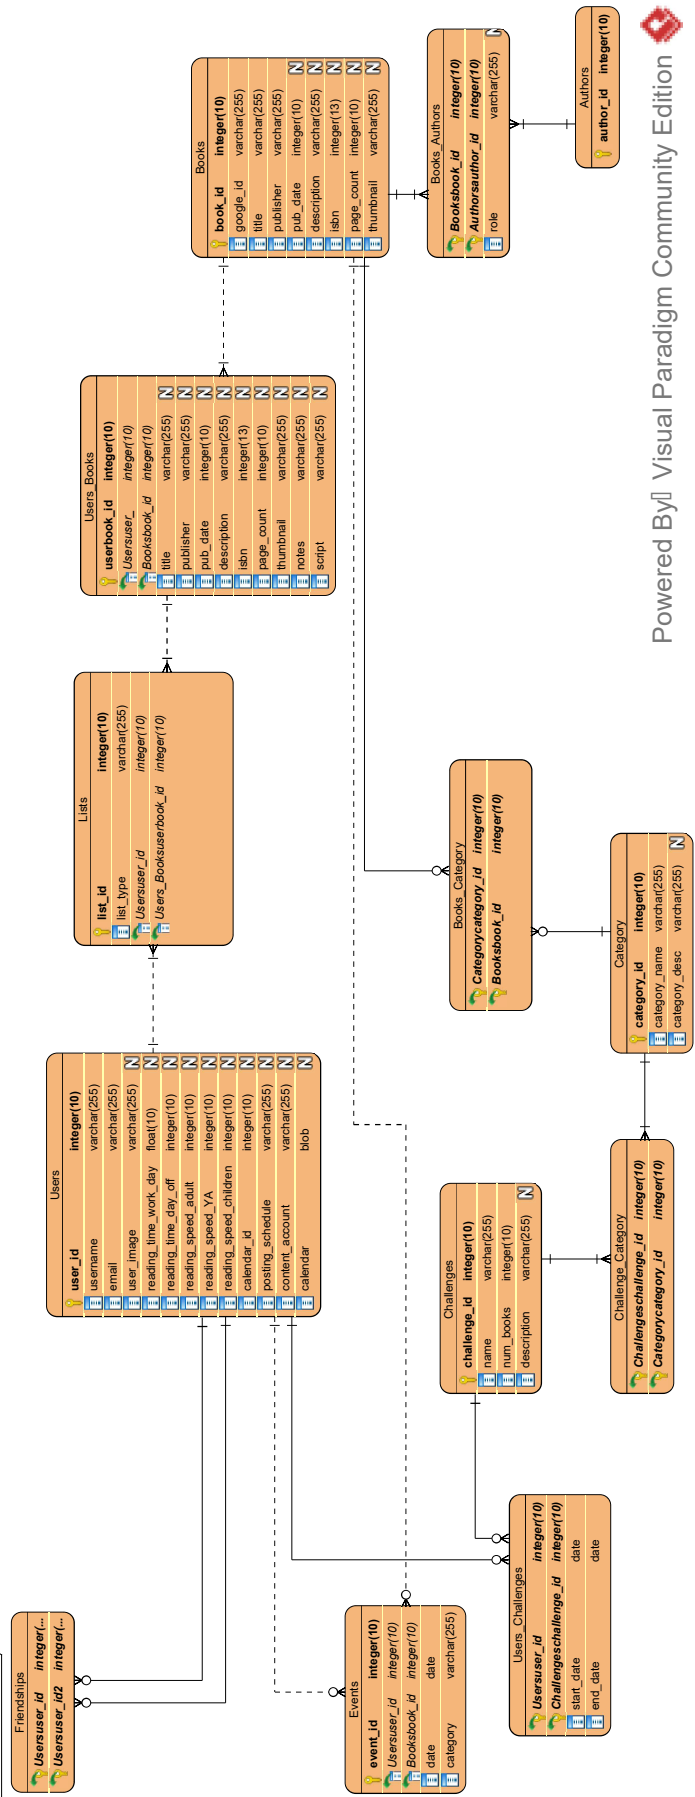 Friendships
Usersuser_id integer(...
Usersuser_id2 integer(...
Users
user_id integer(10)
username varchar(255)
email varchar(255)
user_image varchar(255) N
reading_time_work_day float(10) N
reading_time_day_off integer(10) N
reading_speed_adult integer(10) N
reading_speed_YA integer(10) N
reading_speed_children integer(10) N
calendar_id integer(10) N
posting_schedule varchar(255) N
content_account varchar(255) N
calendar blob N
Lists
list_id integer(10)
list_type varchar(255)
Usersuser_id integer(10)
Users_Booksuserbook_id integer(10)
Users_Books
userbook_id integer(10)
Usersuser_ integer(10)
Booksbook_id integer(10)
title varchar(255) N
publisher varchar(255) N
pub_date integer(10) N
description varchar(255) N
isbn integer(13) N
page_count integer(10) N
thumbnail varchar(255) N
notes varchar(255) N
script varchar(255) N
Books
book_id integer(10)
google_id varchar(255)
title varchar(255)
publisher varchar(255)
pub_date integer(10) N
description varchar(255) N
isbn integer(13) N
page_count integer(10) N
thumbnail varchar(255) N
Events
event_id integer(10)
Usersuser_id integer(10)
Booksbook_id integer(10)
date date
category varchar(255)
Users_Challenges
Usersuser_id integer(10)
Challengeschallenge_id integer(10)
start_date date
end_date date
Challenges
challenge_id integer(10)
name varchar(255)
num_books integer(10)
description varchar(255) N
Books_Category
Categorycategory_id integer(10)
Booksbook_id integer(10)
Books_Authors
Booksbook_id integer(10)
Authorsauthor_id integer(10)
role varchar(255) N
Challenge_Category
Challengeschallenge_id integer(10)
Categorycategory_id integer(10)
Category
category_id integer(10)
category_name varchar(255)
category_desc varchar(255) N
Authors
author_id integer(10)
Powered By Visual Paradigm Community Edition